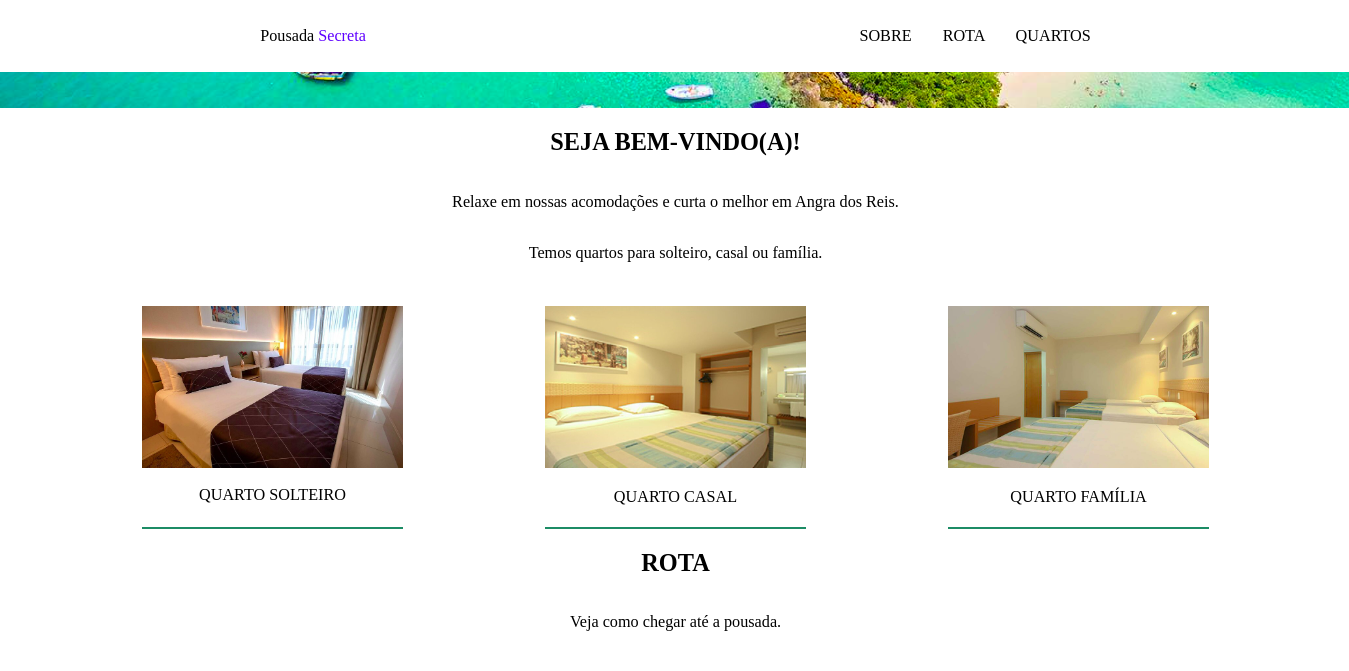 Pousada Secreta
SOBRE ROTA QUARTOS
SEJA BEM-VINDO(A)!
Relaxe em nossas acomodações e curta o melhor em Angra dos Reis.
Temos quartos para solteiro, casal ou família.
QUARTO SOLTEIRO
QUARTO CASAL
QUARTO FAMÍLIA
ROTA
Veja como chegar até a pousada.